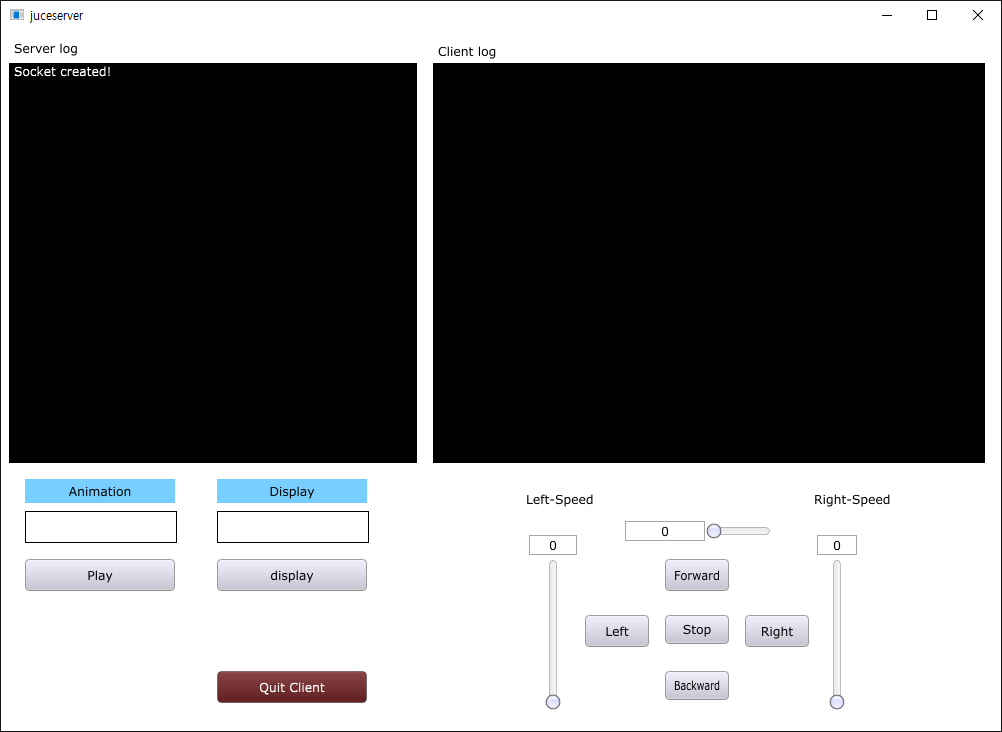 juceserver
Server log
Client log
Socket created!
Animation
Display
Play
display
Quit Client
Left-Speed
Right-Speed
0
0
0
Forward
Left
Stop
Right
Backward